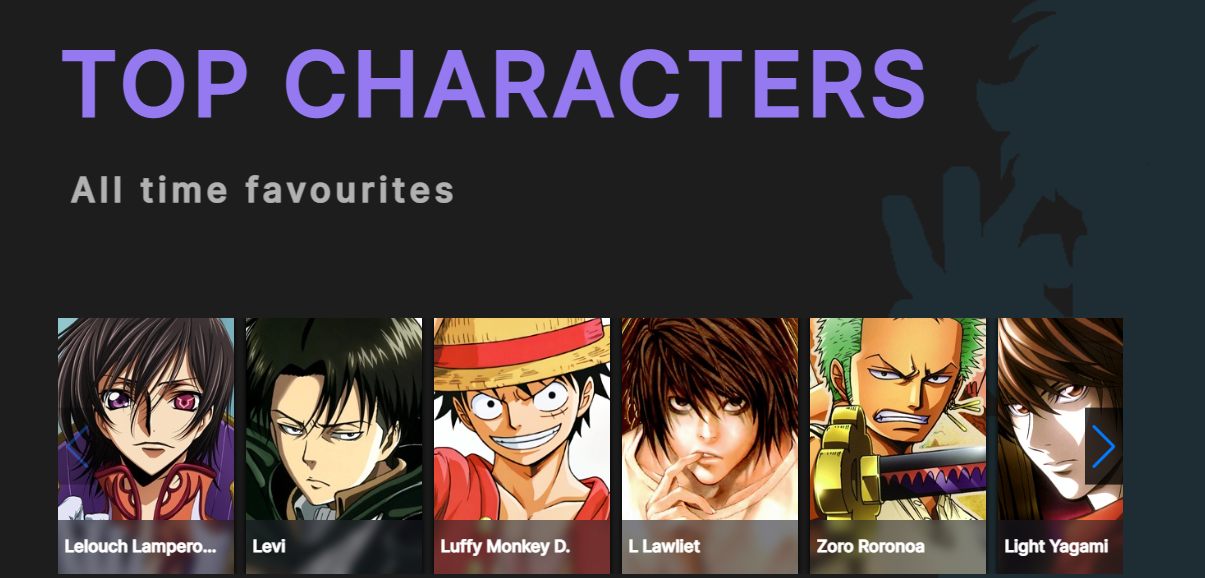 TOP CHARACTERS
All time favourites
Lelouch Lampero...
Levi
Luffy Monkey D.
L Lawliet
Zoro Roronoa
Light Yagami